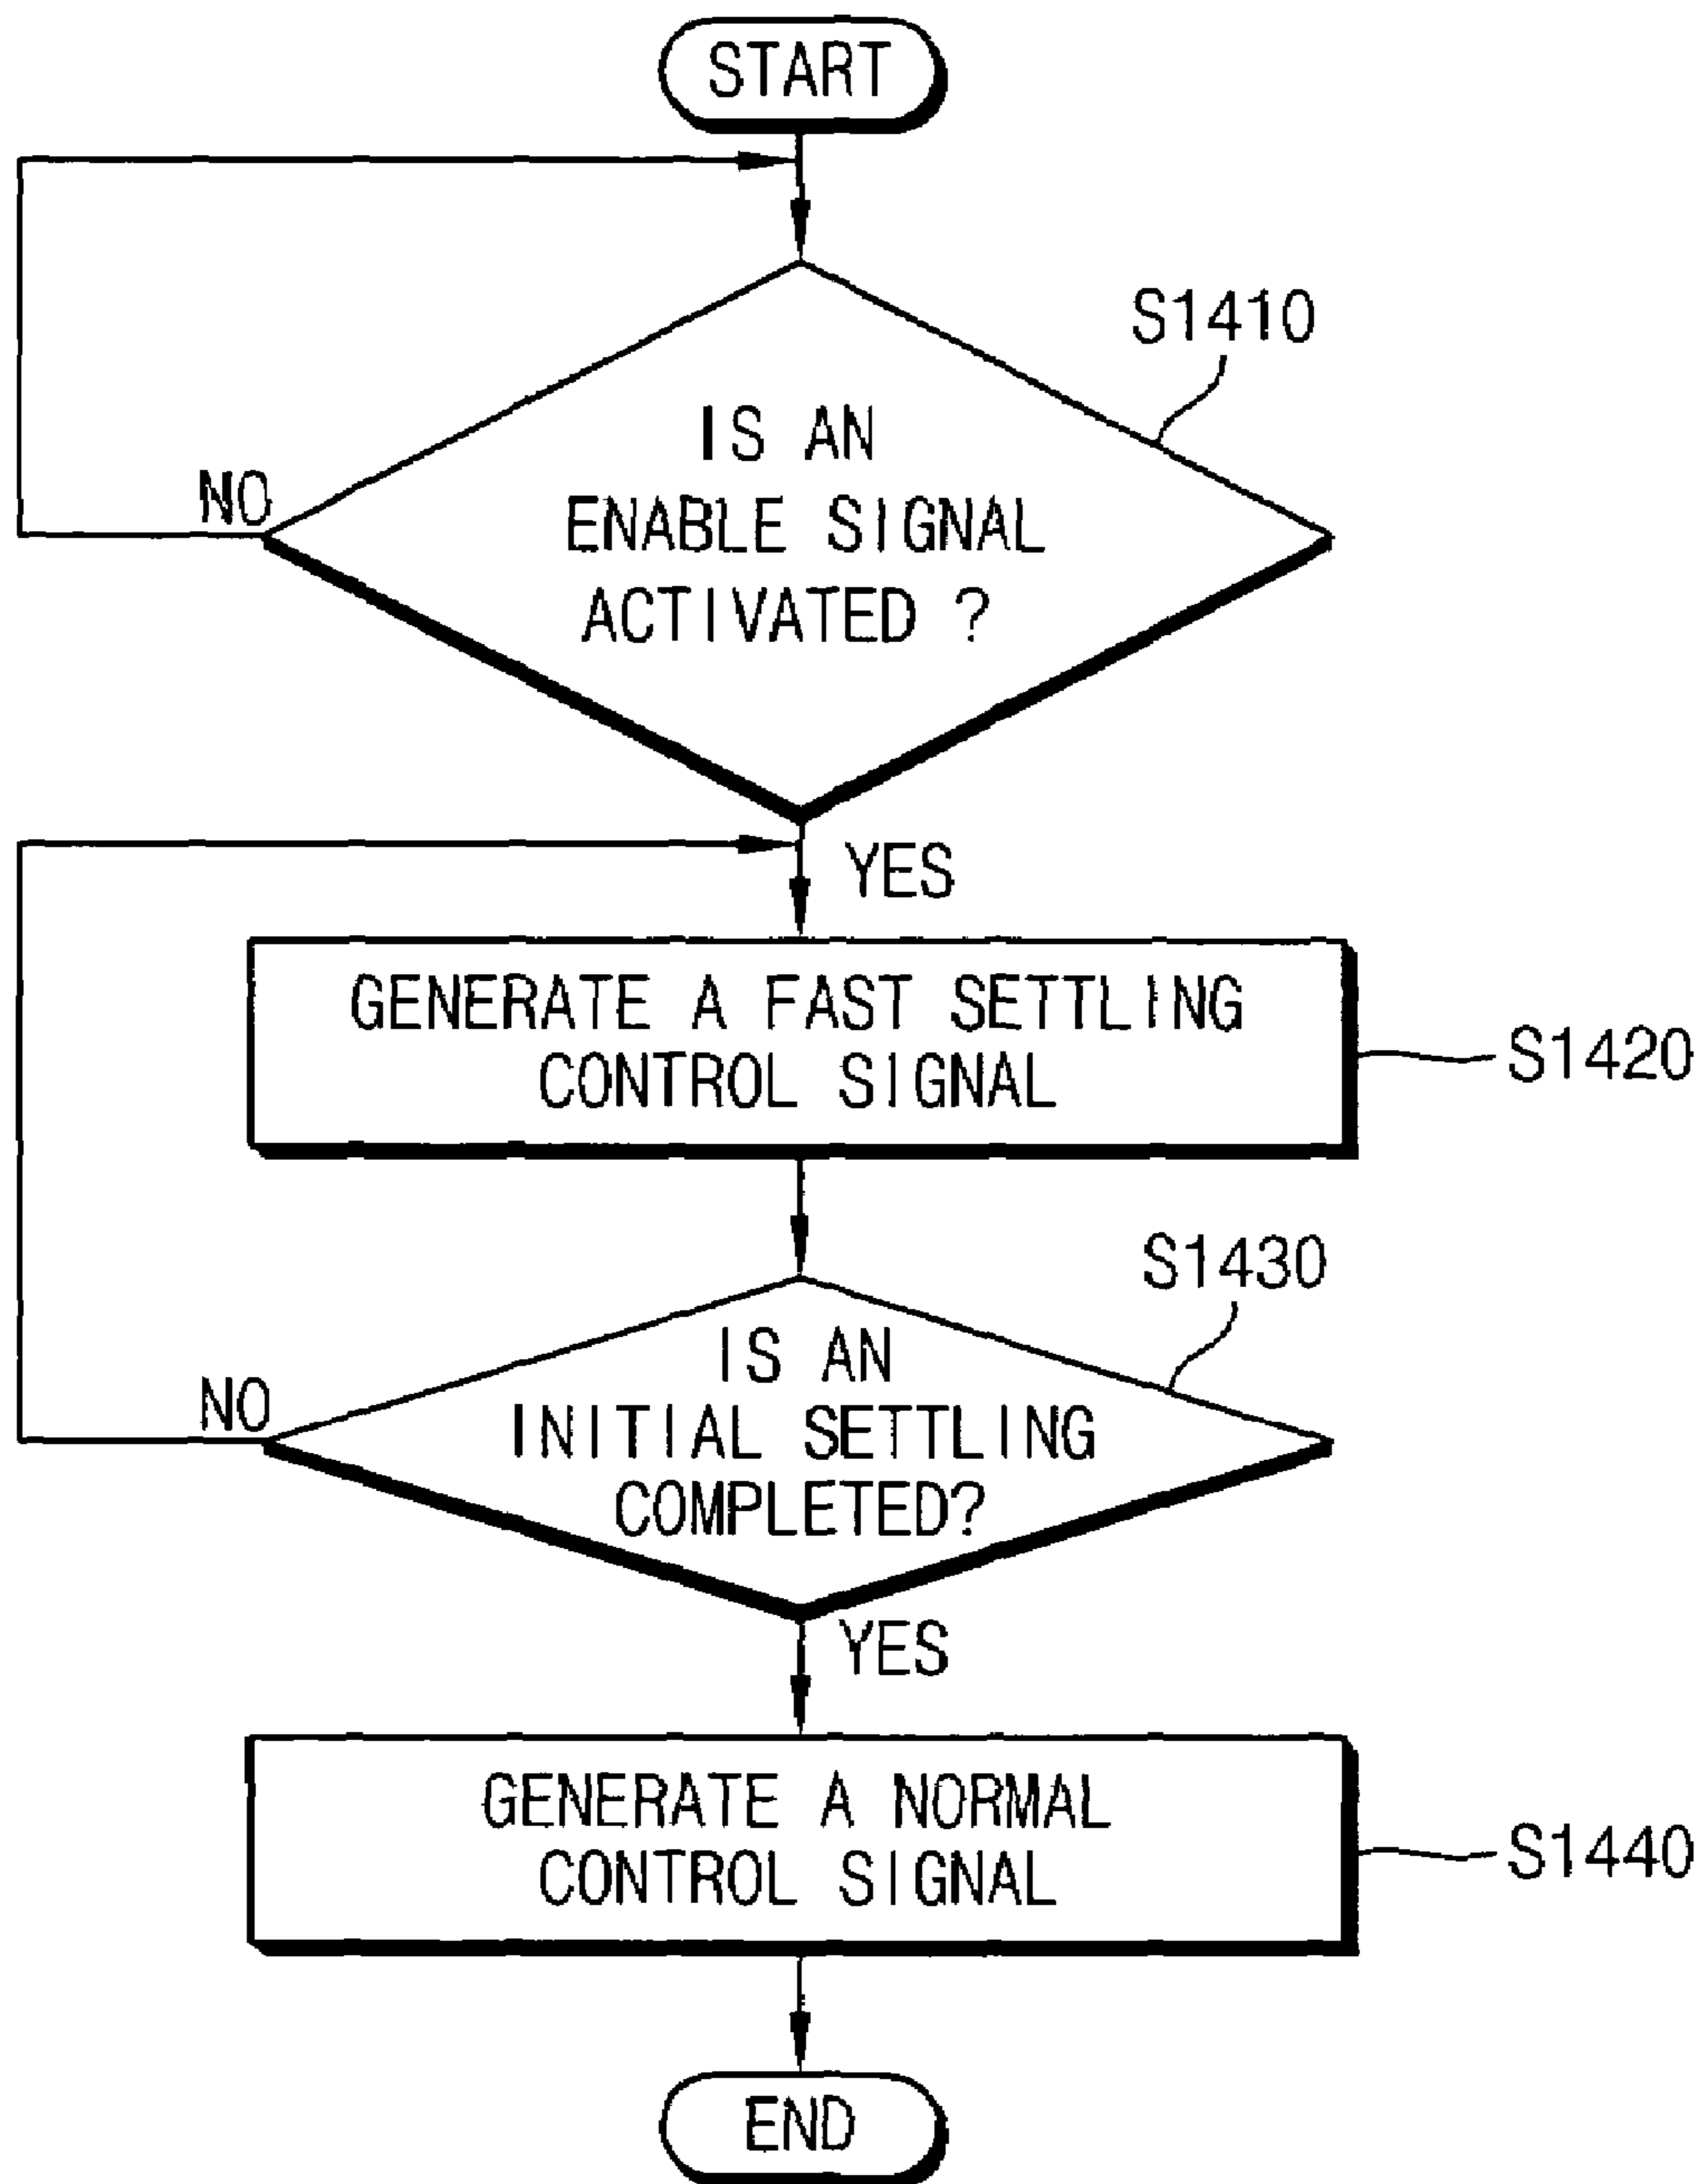 START
S1410
IS AN
ENABLE SIGNAL
ACTIVATED ?
NO
YES
GENERATE A FAST SETTLING
CONTROL SIGNAL
S1420
S1430
IS AN
INITIAL SETTLING
COMPLETED?
NO
YES
GENERATE A NORMAL
CONTROL SIGNAL
S1440
END